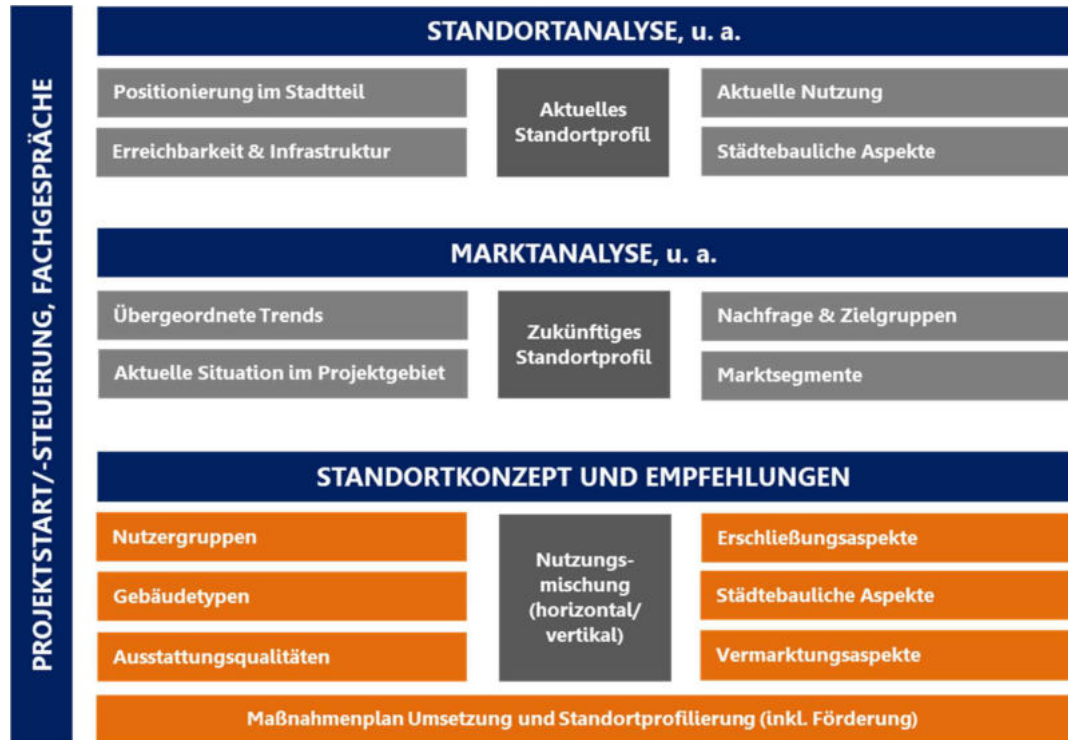 PROJEKTSTART/-STEUERUNG, FACHGESPRÄCHE
STANDORTANALYSE, u. a.
Positionierung im Stadtteil
Erreichbarkeit & Infrastruktur
Aktuelles
Standortprofil
Aktuelle Nutzung
Städtebauliche Aspekte
MARKTANALYSE, u. a.
Übergeordnete Trends
Aktuelle Situation im Projektgebiet
Zukünftiges
Standortprofil
Nachfrage & Zielgruppen
Marktsegmente
STANDORTKONZEPT UND EMPFEHLUNGEN
Nutzergruppen
Gebäudetypen
Ausstattungsqualitäten
Nutzungs-
mischung
(horizontal/
vertikal)
Erschließungsaspekte
Städtebauliche Aspekte
Vermarktungsaspekte
Maßnahmenplan Umsetzung und Standortprofilierung (inkl. Förderung)